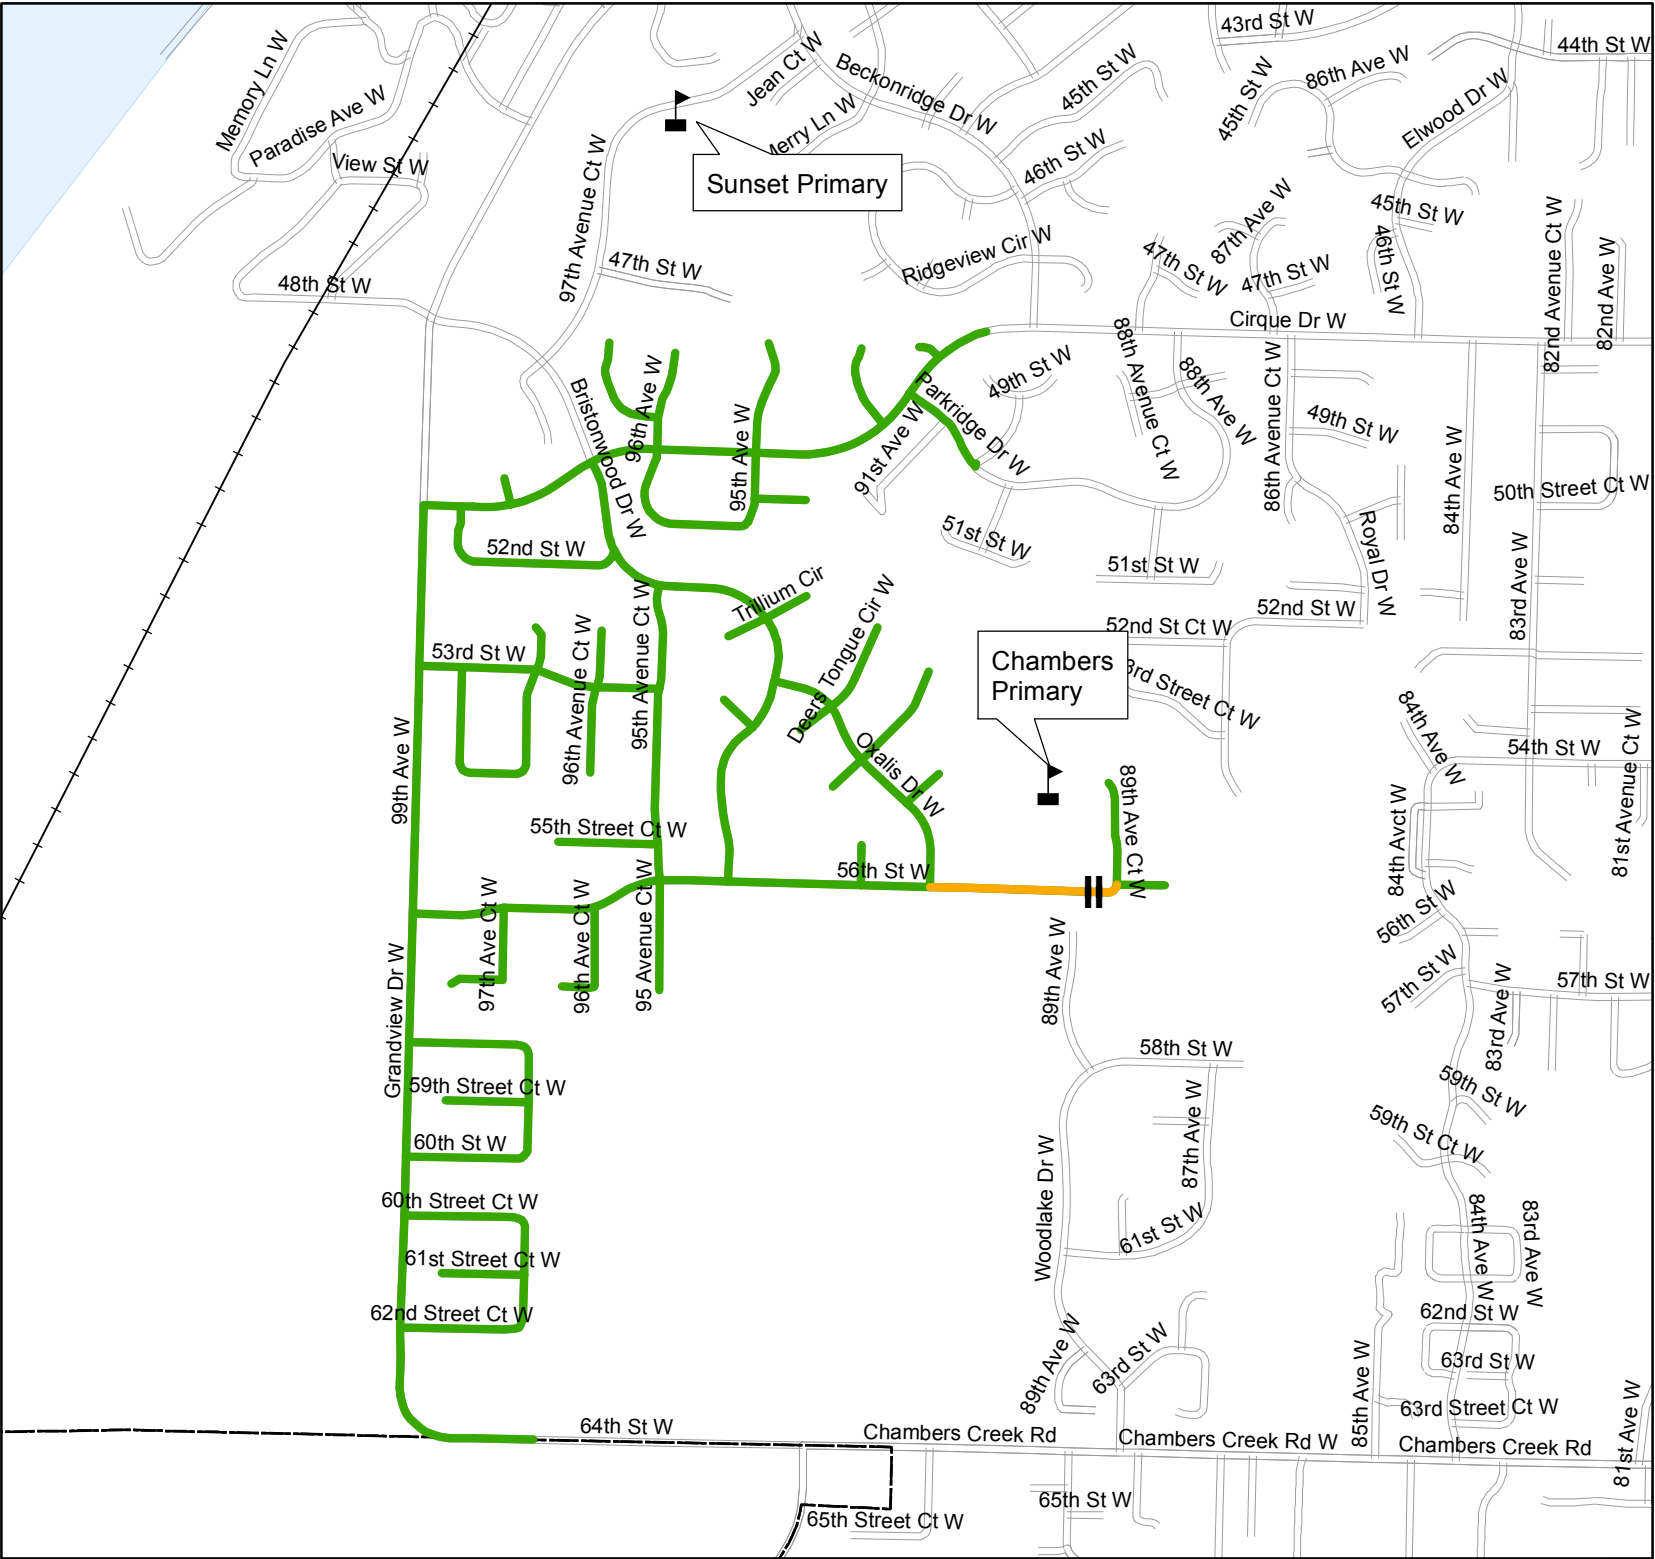 43rd St W
44th St W
Memory Ln W
Jean Ct W
Beckonridge Dr W
45th St W
45th St W
86th Ave W
Elwood Dr W
Paradise Ave W
Merry Ln W
View St W
46th St W
97th Avenue Ct W
Sunset Primary
45th St W
87th Ave W
46th St W
82nd Avenue Ct W
82nd Ave W
47th St W
Ridgeview Cir W
47th St W
47th St W
48th St W
Cirque Dr W
88th Avenue Ct W
88th Ave W
86th Avenue Ct W
49th St W
Parkridge Dr W
91st Ave W
49th St W
Bristonwood Dr W
96th Ave W
95th Ave W
84th Ave W
50th Street Ct W
51st St W
Royal Dr W
52nd St W
51st St W
83rd Ave W
Trillium Cir
Deers Tongue Cir W
52nd St W
52nd St Ct W
53rd St W
96th Avenue Ct W
95th Avenue Ct W
Chambers
Primary
3rd Street Ct W
84th Ave W
54th St W
81st Avenue Ct W
99th Ave W
Oxalis Dr W
89th Ave Ct W
84th Avct W
55th Street Ct W
56th St W
56th St W
97th Ave Ct W
96th Ave Ct W
95 Avenue Ct W
89th Ave W
57th St W
57th St W
83rd Ave W
Grandview Dr W
58th St W
59th Street Ct W
87th Ave W
59th St W
59th St Ct W
60th St W
Woodlake Dr W
60th Street Ct W
61st St W
84th Ave W
83rd Ave W
61st Street Ct W
62nd Street Ct W
62nd St W
89th Ave W
63rd St W
85th Ave W
63rd St W
63rd Street Ct W
81st Ave W
64th St W
Chambers Creek Rd
Chambers Creek Rd W
Chambers Creek Rd
65th St W
65th Street Ct W